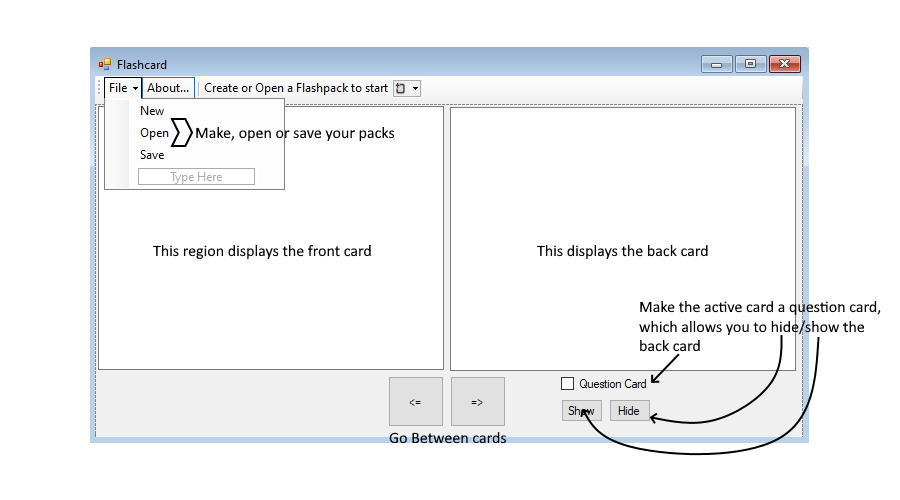 Flashcard
File About... Create or Open a Flashpack to start
New
Open Make, open or save your packs
Save
Type Here
This region displays the front card
This displays the back card
Make the active card a question card,
which allows you to hide/show the
back card
Question Card
<= => Show Hide
Go Between cards